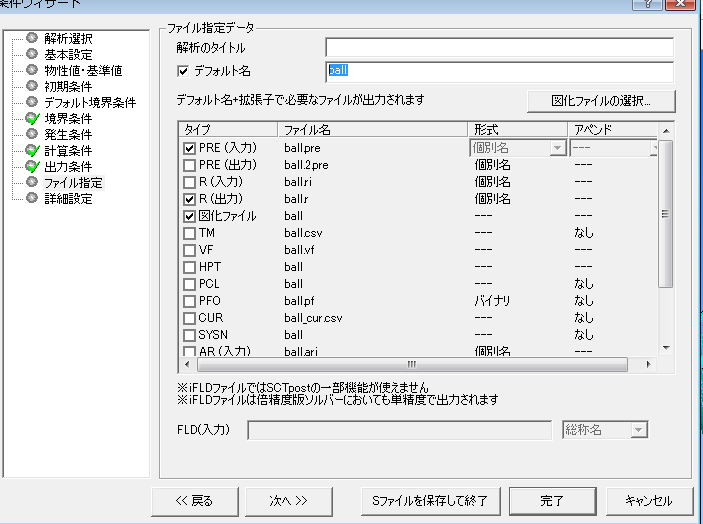 条件ウィザード
解析選択
基本設定
物性値・基準値
初期条件
デフォルト境界条件
境界条件
発生条件
計算条件
出力条件
ファイル指定
詳細設定
ファイル指定データ
解析のタイトル
デフォルト名 ball
デフォルト名+拡張子で必要なファイルが出力されます
図化ファイルの選択...
タイプ ファイル名 形式 アペンド
PRE (入力) ball.pre 個別名 ---
PRE (出力) ball.2.pre 個別名 ---
R (入力) ball.ri 個別名 ---
R (出力) ball.r 個別名 ---
図化ファイル ball --- ---
TM ball.csv --- なし
VF ball.vf --- ---
HPT ball --- ---
PCL ball --- なし
PFO ball.pf バイナリ なし
CUR ball_cur.csv --- なし
SYSN ball --- なし
AR (入力) ball.ari 個別名 ---
※iFLDファイルではSCTpostの一部機能が使えません
※iFLDファイルは倍精度版ソルバーにおいても単精度で出力されます
FLD(入力) 総称名
<< 戻る 次へ >> Sファイルを保存して終了 完了 キャンセル